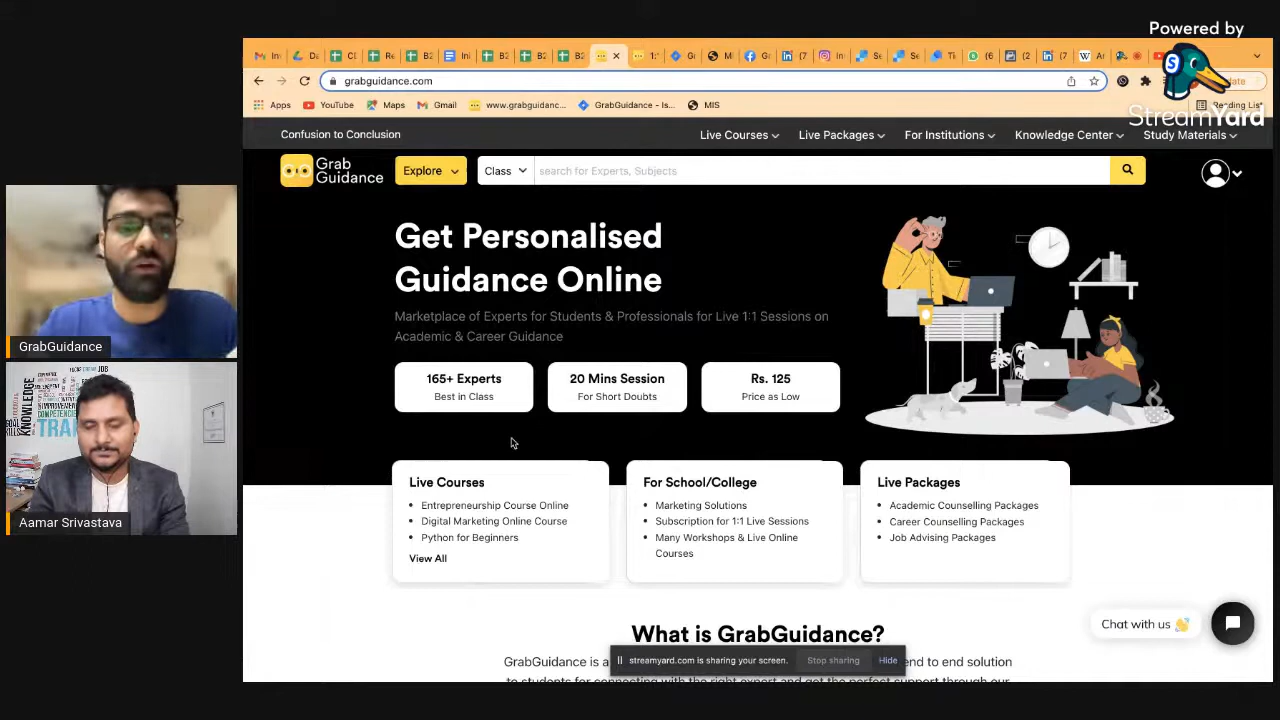 Powered by
StreamYard
grabguidance.com
Apps
YouTube
Maps
Gmail
www.grabguidanc...
GrabGuidance - Is...
MIS
Reading List
Confusion to Conclusion
Live Courses
Live Packages
For Institutions
Knowledge Center
Study Materials
Grab
Guidance
Explore
Class
search for Experts, Subjects
Get Personalised
Guidance Online
Marketplace of Experts for Students & Professionals for Live 1:1 Sessions on
Academic & Career Guidance
165+ Experts
Best in Class
20 Mins Session
For Short Doubts
Rs. 125
Price as Low
Live Courses
Entrepreneurship Course Online
Digital Marketing Online Course
Python for Beginners
View All
For School/College
Marketing Solutions
Subscription for 1:1 Live Sessions
Many Workshops & Live Online
Courses
Live Packages
Academic Counselling Packages
Career Counselling Packages
Job Advising Packages
Chat with us 👋
What is GrabGuidance?
GrabGuidance is a
end to end solution
streamyard.com is sharing your screen.
Stop sharing
Hide
GrabGuidance
KNOWLEDGE
Aamar Srivastava